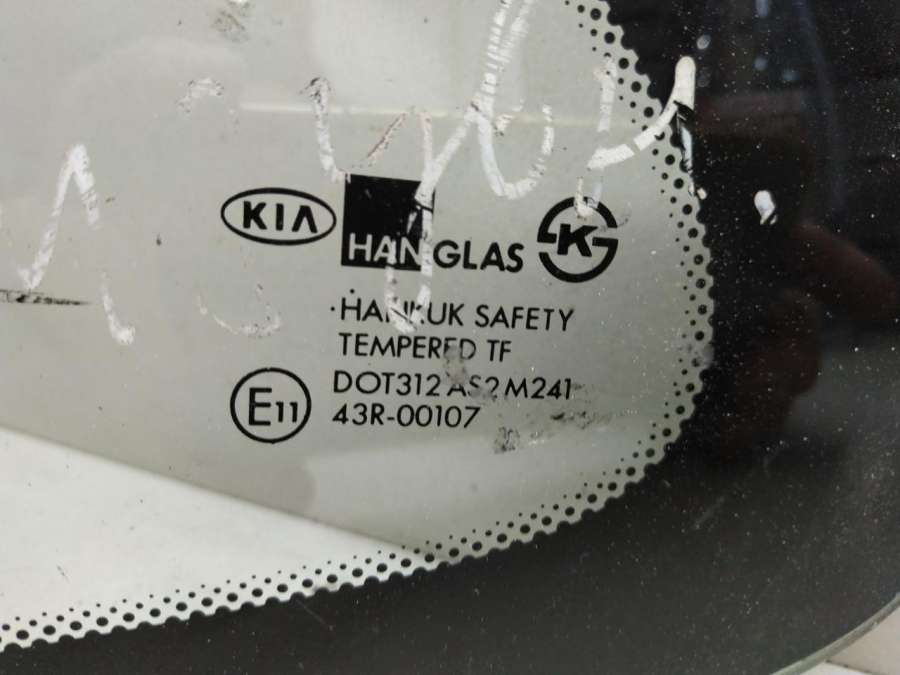 KIA HANGLAS K
HANKUK SAFETY
TEMPERED TF
DOT312 AS2 M241
E11 43R-00107